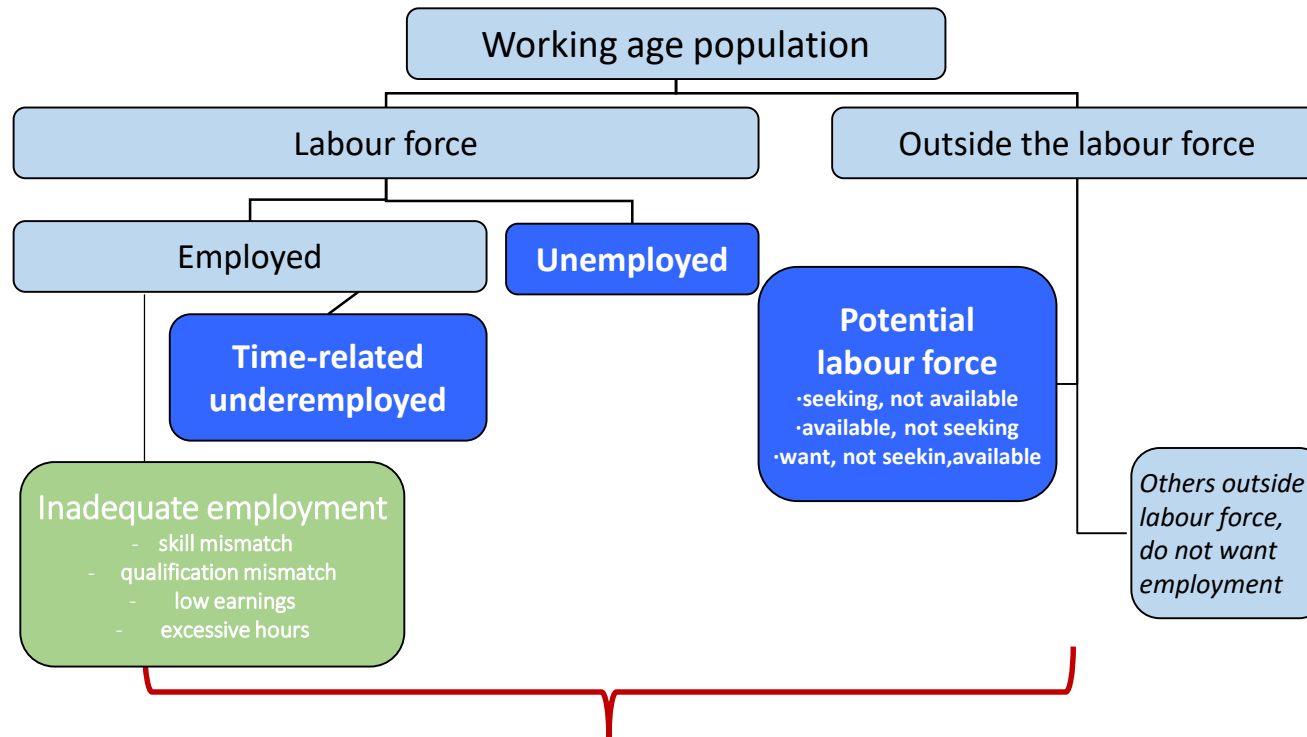 Working age population
Labour force
Outside the labour force
Employed
Unemployed
Time-related
underemployed
Potential
labour force
·seeking, not available
·available, not seeking
·want, not seekin,available
Inadequate employment
- skill mismatch
- qualification mismatch
- low earnings
- excessive hours
Others outside
labour force,
do not want
employment